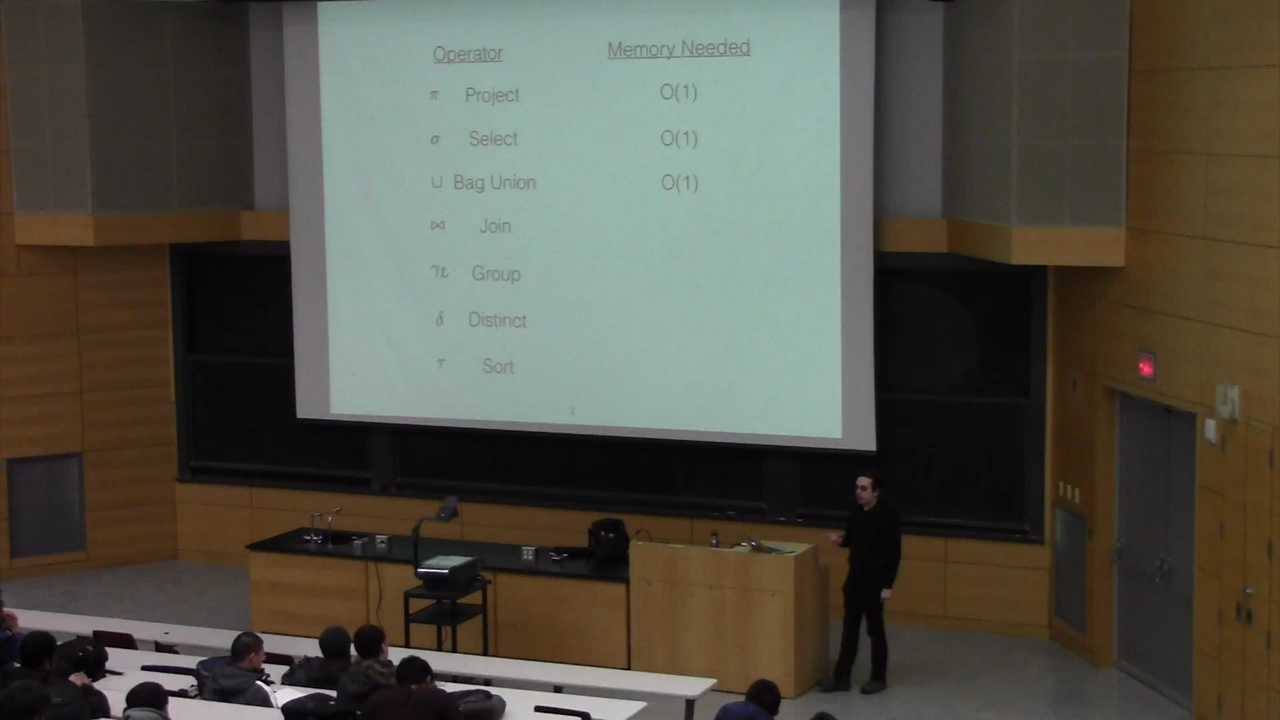 Operator Memory Needed
π Project O(1)
σ Select O(1)
∪ Bag Union O(1)
⋈ Join
Group
δ Distinct
τ Sort